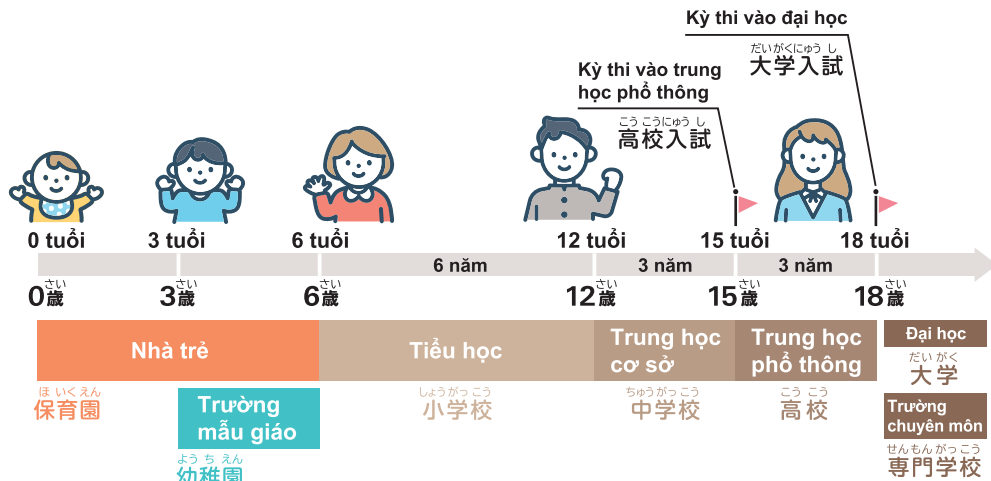 Kỳ thi vào đại học
だいがくにゅうし
大学入試
Kỳ thi vào trung
học phổ thông
こうこうにゅうし
高校入試
0 tuổi
3 tuổi
6 tuổi
12 tuổi
15 tuổi
18 tuổi
6 năm
3 năm
3 năm
さい
0歳
さい
3歳
さい
6歳
さい
12歳
さい
15歳
さい
18歳
Nhà trẻ
ほいくえん
保育園
Trường
mẫu giáo
ようちえん
幼稚園
Tiểu học
しょうがっこう
小学校
Trung học
cơ sở
ちゅうがっこう
中学校
Trung học
phổ thông
こうこう
高校
Đại học
だいがく
大学
Trường
chuyên môn
せんもんがっこう
専門学校